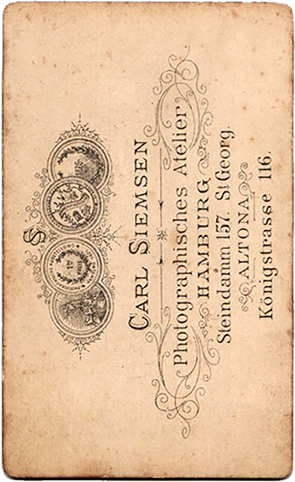 S
CARL SIEMSEN
Photographisches Atelier
HAMBURG
Steindamm 157. St Georg.
ALTONA
Königstrasse 116.